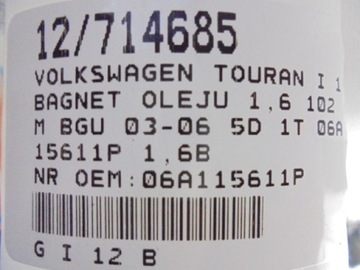 12/714685
VOLKSWAGEN TOURAN I 1
BAGNET OLEJU 1,6 102
M BGU 03-06 5D 1T 06A
15611P 1,6B
NR OEM:06A115611P
G I 12 B